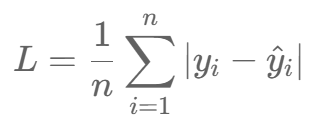 L = \frac{1}{n} \sum_{i=1}^{n} |y_i - \hat{y}_i|